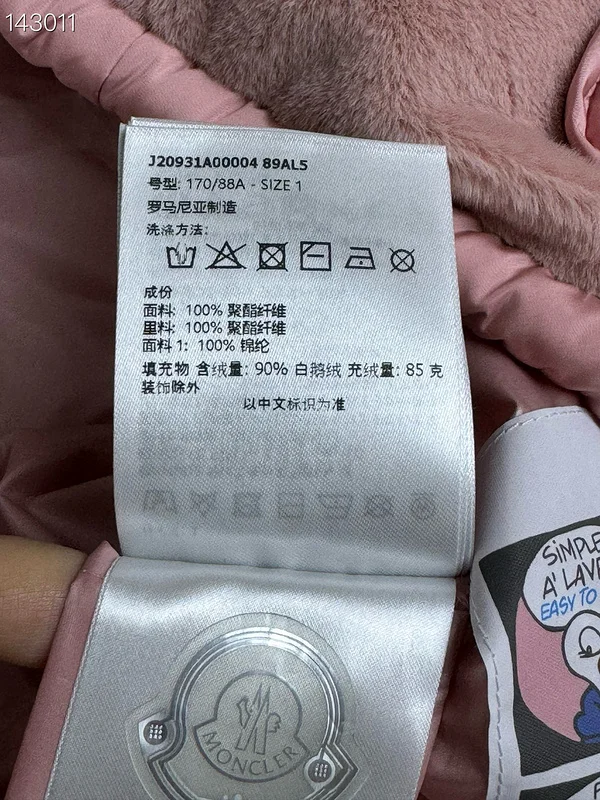 143011
J20931A00004 89AL5
号型: 170/88A - SIZE 1
罗马尼亚制造
洗涤方法:
成份
面料: 100% 聚酯纤维
里料: 100% 聚酯纤维
面料 1: 100% 锦纶
填充物 含绒量: 90% 白鹅绒 充绒量: 85 克
装饰除外
以中文标识为准
SiMPLE
A' LAV
EASY TO
MONCLER